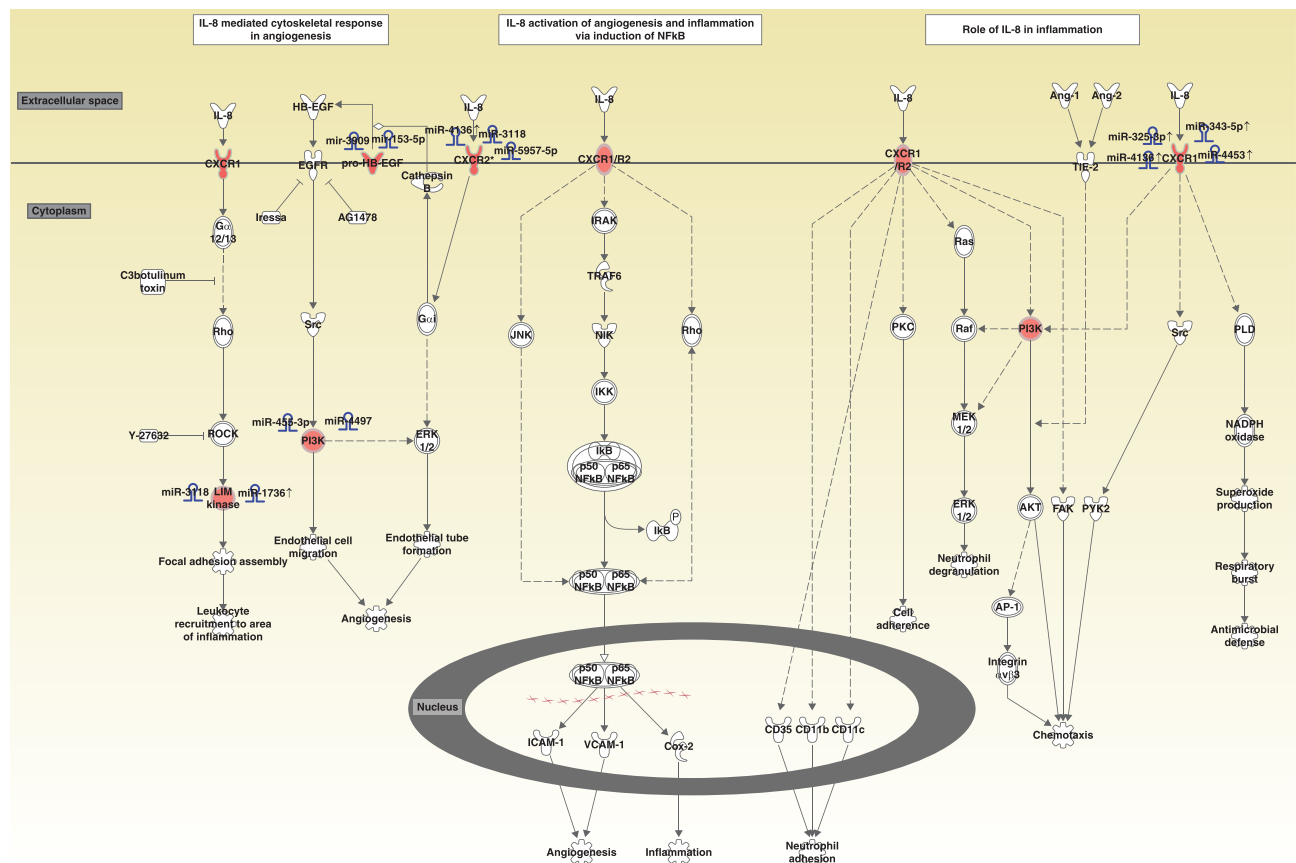 IL-8 mediated cytoskeletal response
in angiogenesis
IL-8 activation of angiogenesis and inflammation
via induction of NFkB
Role of IL-8 in inflammation
Extracellular space
IL-8
HB-EGF
IL-8
IL-8
IL-8
Ang-1
Ang-2
IL-8
mir-3909
mir-153-5p
miR-4136↑
miR-3118
miR-5957-5p
miR-325-3p↑
miR-343-5p↑
miR-4136↑
miR-4453↑
CXCR1
EGFR
pro-HB-EGF
CXCR2*
CXCR1/R2
CXCR1
/R2
TIE-2
CXCR1
Cathepsin
B
Cytoplasm
Iressa
AG1478
Gα
12/13
IRAK
Ras
C3botulinum
toxin
TRAF6
Rho
Src
Gαi
JNK
NIK
Rho
PKC
Raf
PI3K
Src
PLD
IKK
miR-455-3p
miR-4497
Y-27632
ROCK
PI3K
ERK
1/2
MEK
1/2
NADPH
oxidase
IkB
p50
NFkB
p65
NFkB
miR-3118
LIM
kinase
miR-1736↑
Superoxide
production
ERK
1/2
AKT
FAK
PYK2
P
IkB
Endothelial cell
migration
Endothelial tube
formation
Focal adhesion assembly
Neutrophil
degranulation
Respiratory
burst
p50
NFkB
p65
NFkB
Leukocyte
recruitment to area
of inflammation
Angiogenesis
Cell
adherence
AP-1
Antimicrobial
defense
Integrin
αvβ3
p50
NFkB
p65
NFkB
Nucleus
ICAM-1
VCAM-1
Cox-2
CD35
CD11b
CD11c
Chemotaxis
Angiogenesis
Inflammation
Neutrophil
adhesion